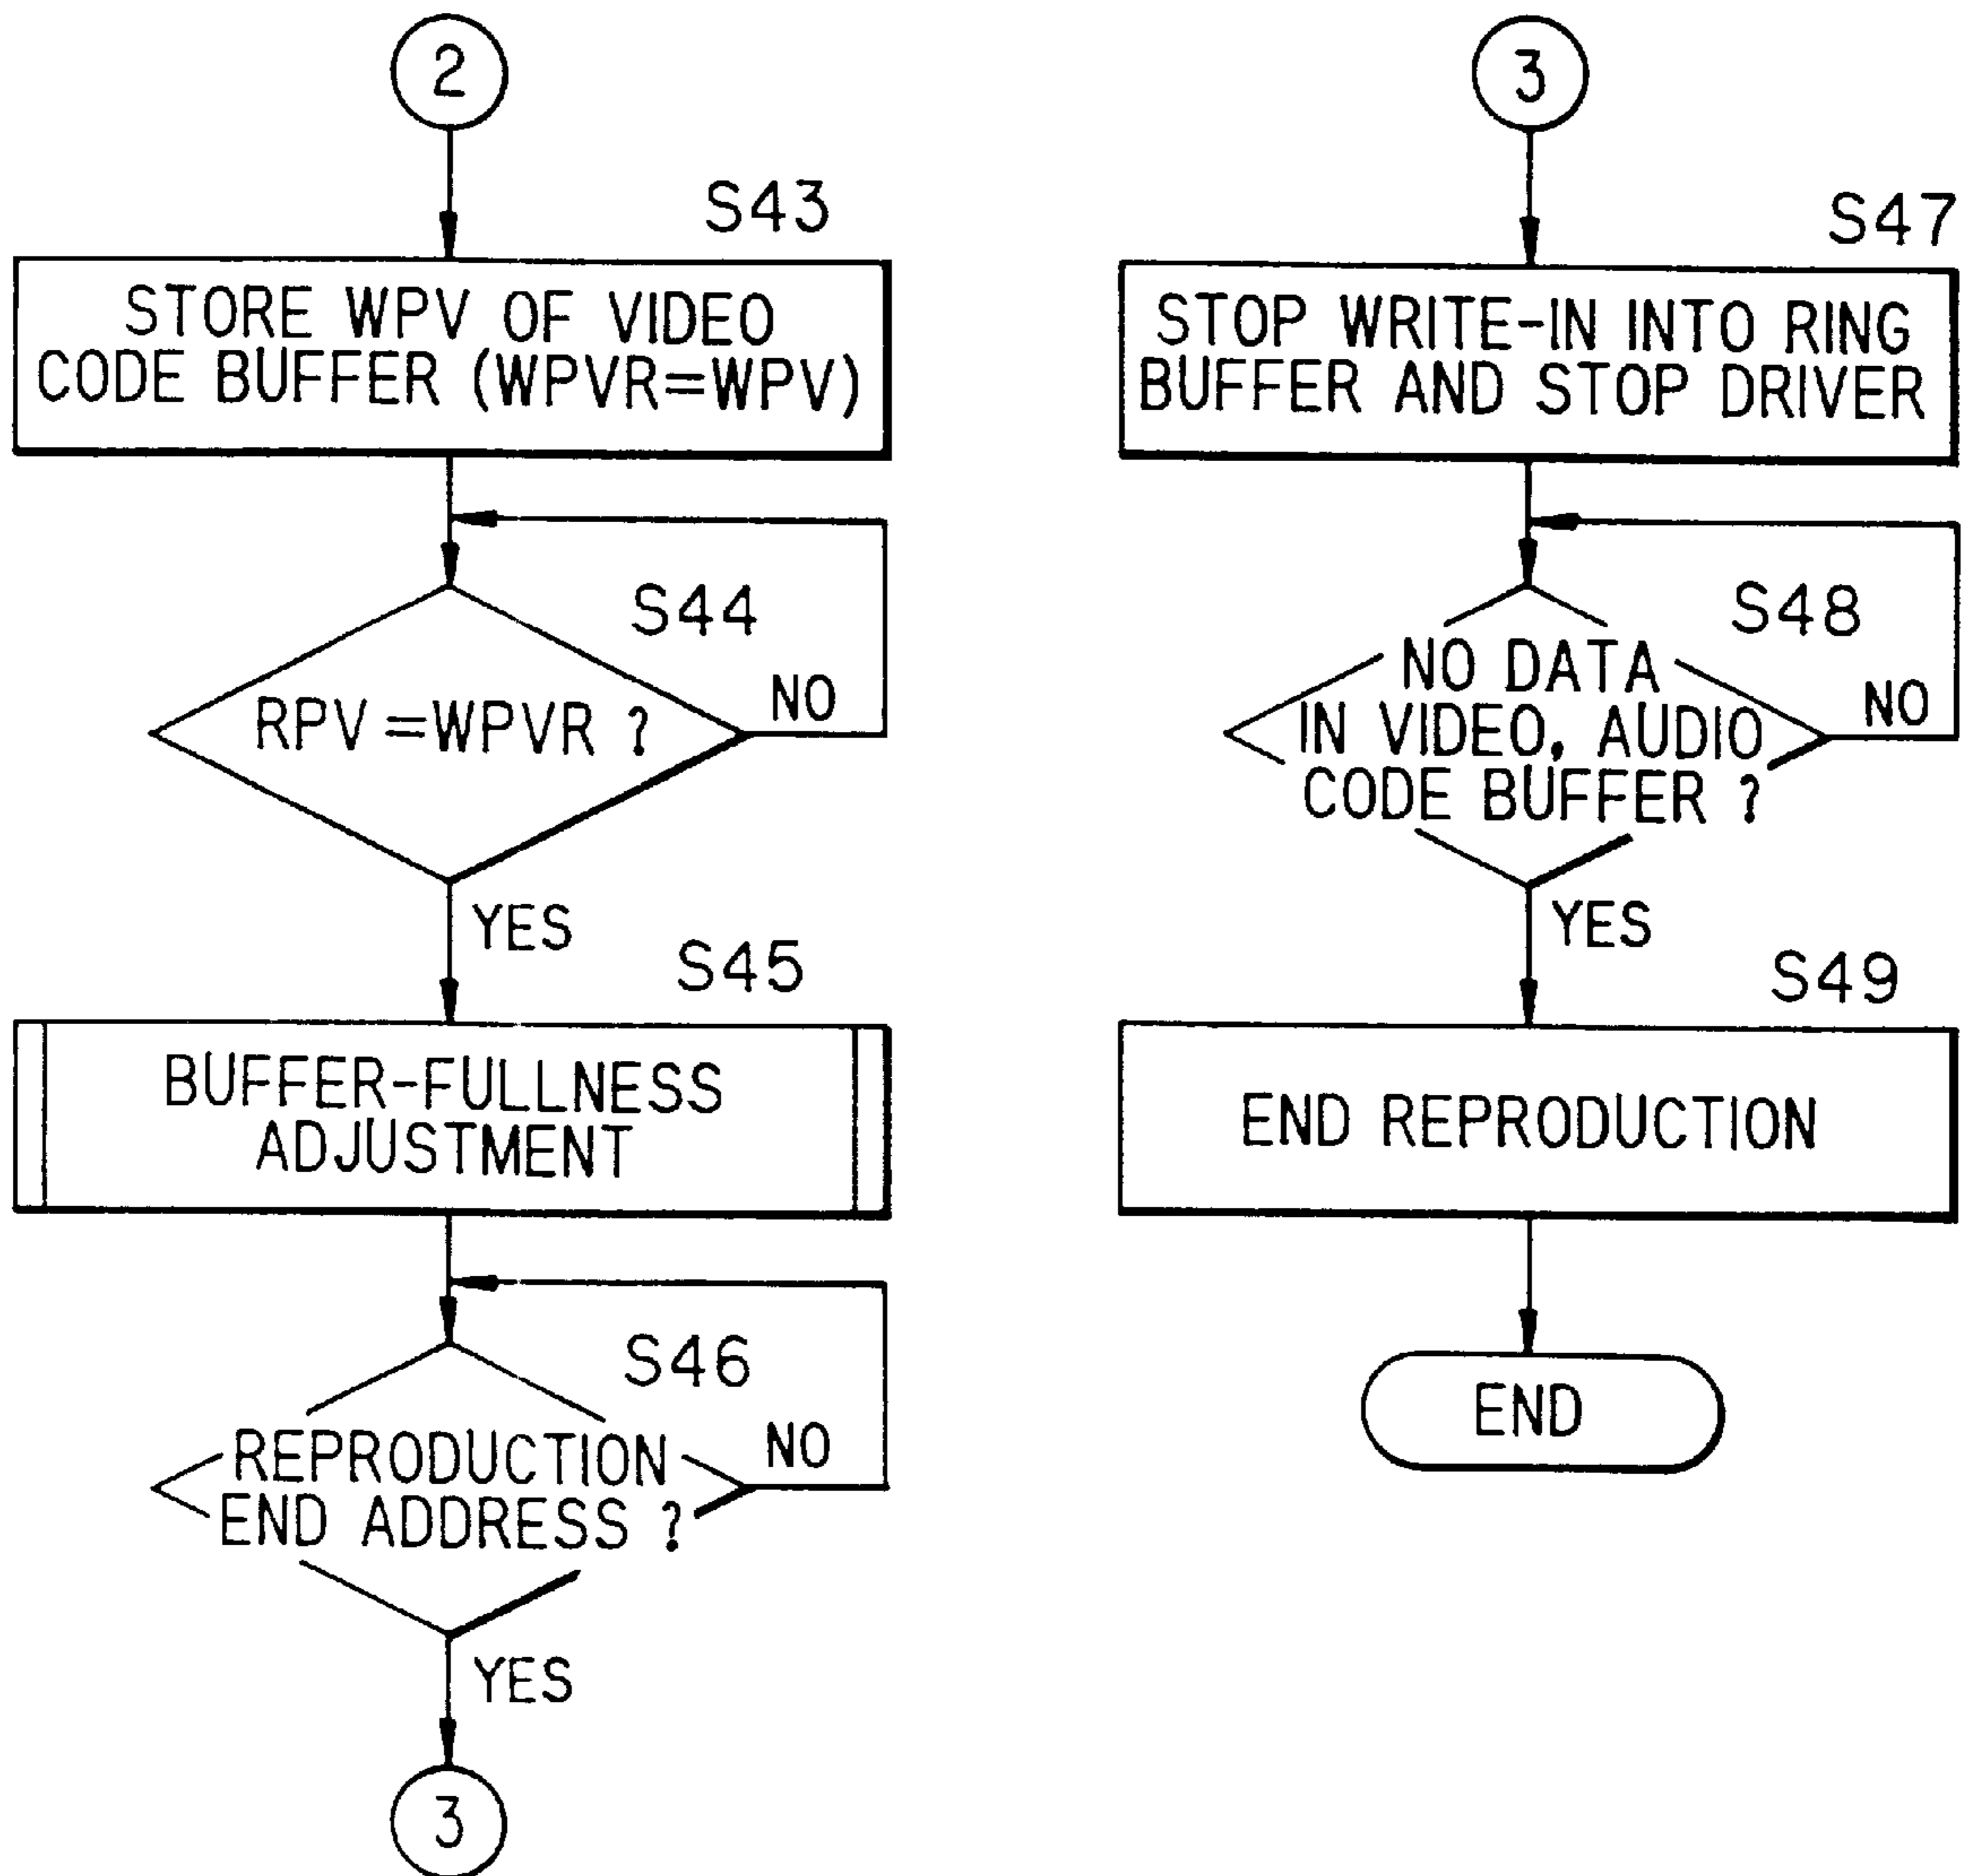 2
S43
STORE WPV OF VIDEO
CODE BUFFER (WPVR=WPV)
S44
RPV=WPVR ?
NO
YES
S45
BUFFER-FULLNESS
ADJUSTMENT
S46
REPRODUCTION
END ADDRESS ?
NO
YES
3
3
S47
STOP WRITE-IN INTO RING
BUFFER AND STOP DRIVER
S48
NO DATA
IN VIDEO, AUDIO
CODE BUFFER ?
NO
YES
S49
END REPRODUCTION
END